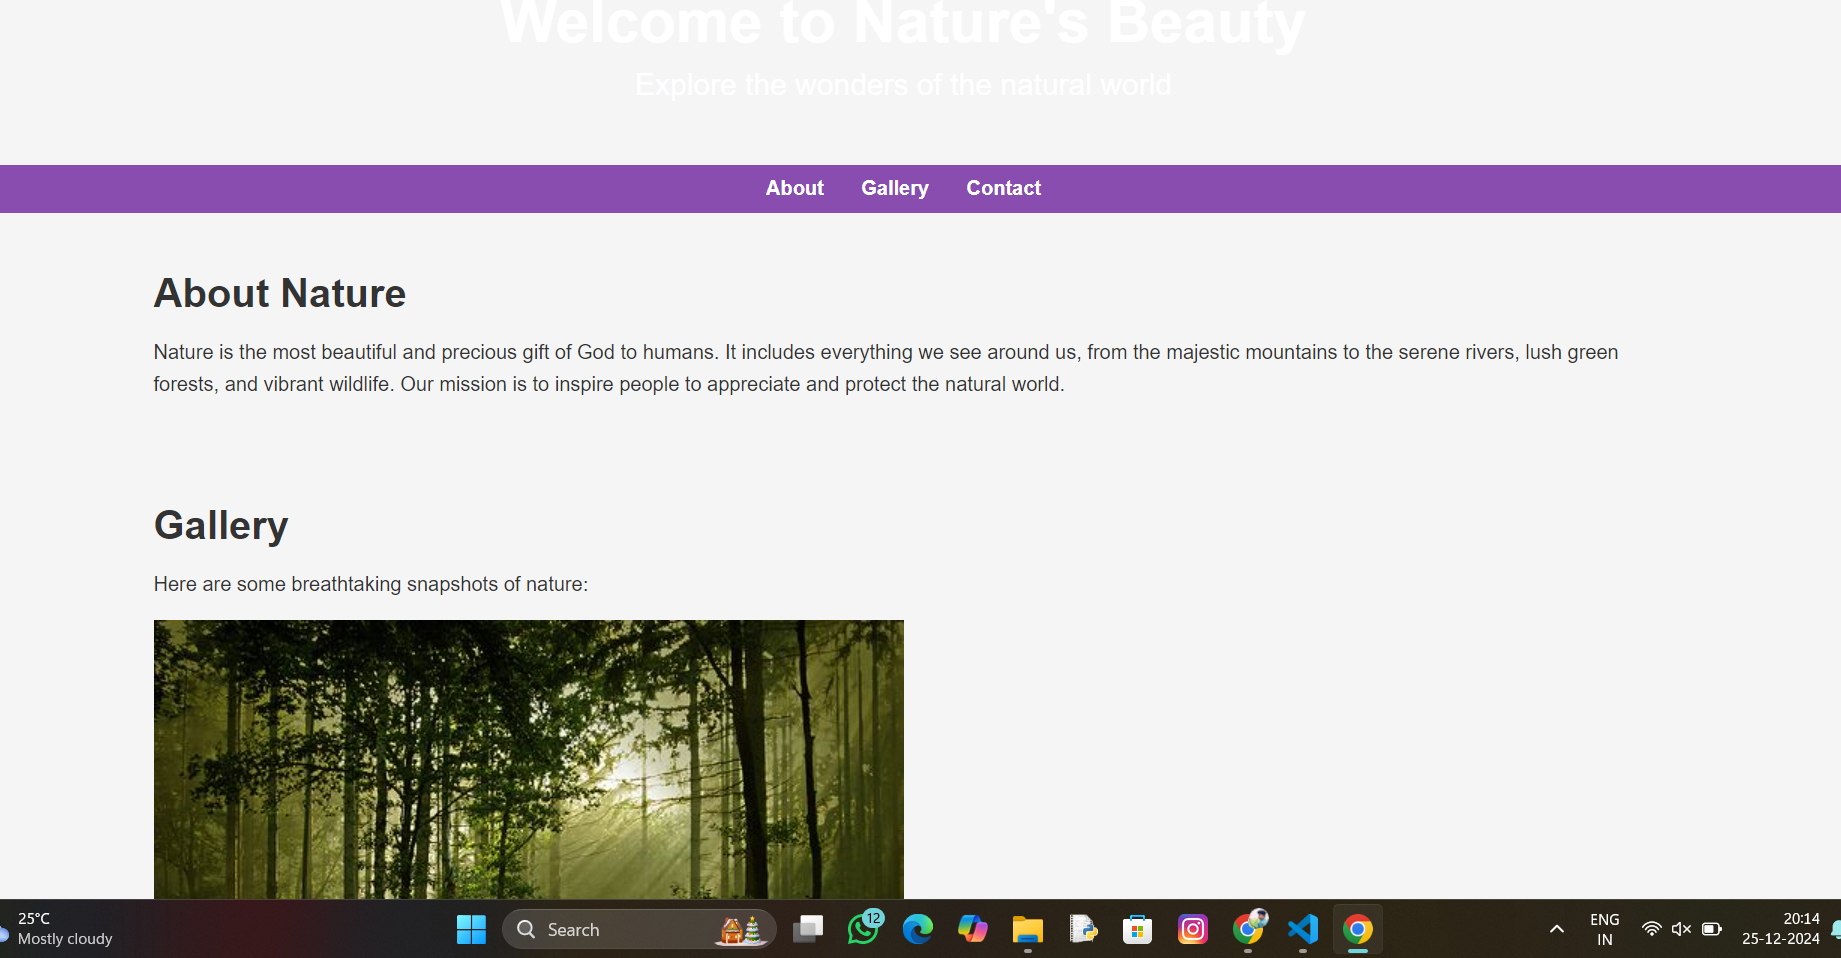 Welcome to Nature's Beauty
Explore the wonders of the natural world
About Gallery Contact
About Nature
Nature is the most beautiful and precious gift of God to humans. It includes everything we see around us, from the majestic mountains to the serene rivers, lush green
forests, and vibrant wildlife. Our mission is to inspire people to appreciate and protect the natural world.
Gallery
Here are some breathtaking snapshots of nature:
25°C
Mostly cloudy
Search
12
ENG
IN
20:14
25-12-2024